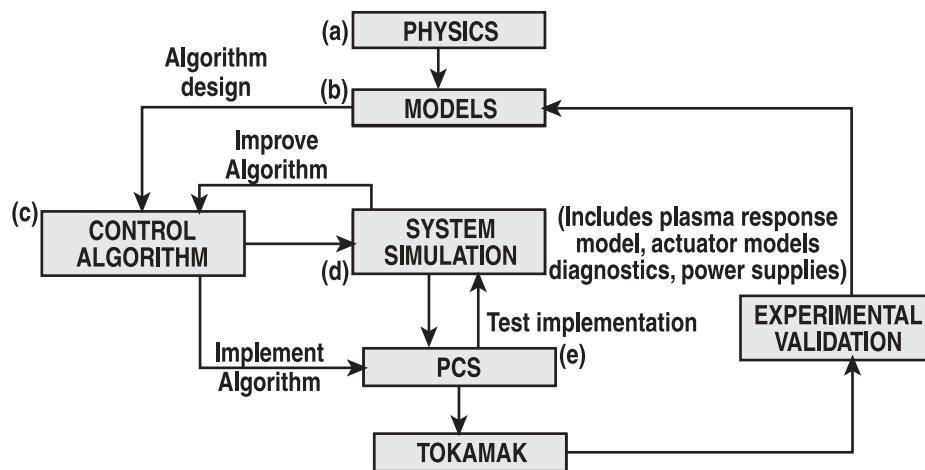 (a)
PHYSICS
Algorithm
design
(b)
MODELS
Improve
Algorithm
(c)
CONTROL
ALGORITHM
SYSTEM
SIMULATION
(d)
(Includes plasma response
model, actuator models
diagnostics, power supplies)
Test implementation
EXPERIMENTAL
VALIDATION
Implement
Algorithm
PCS
(e)
TOKAMAK